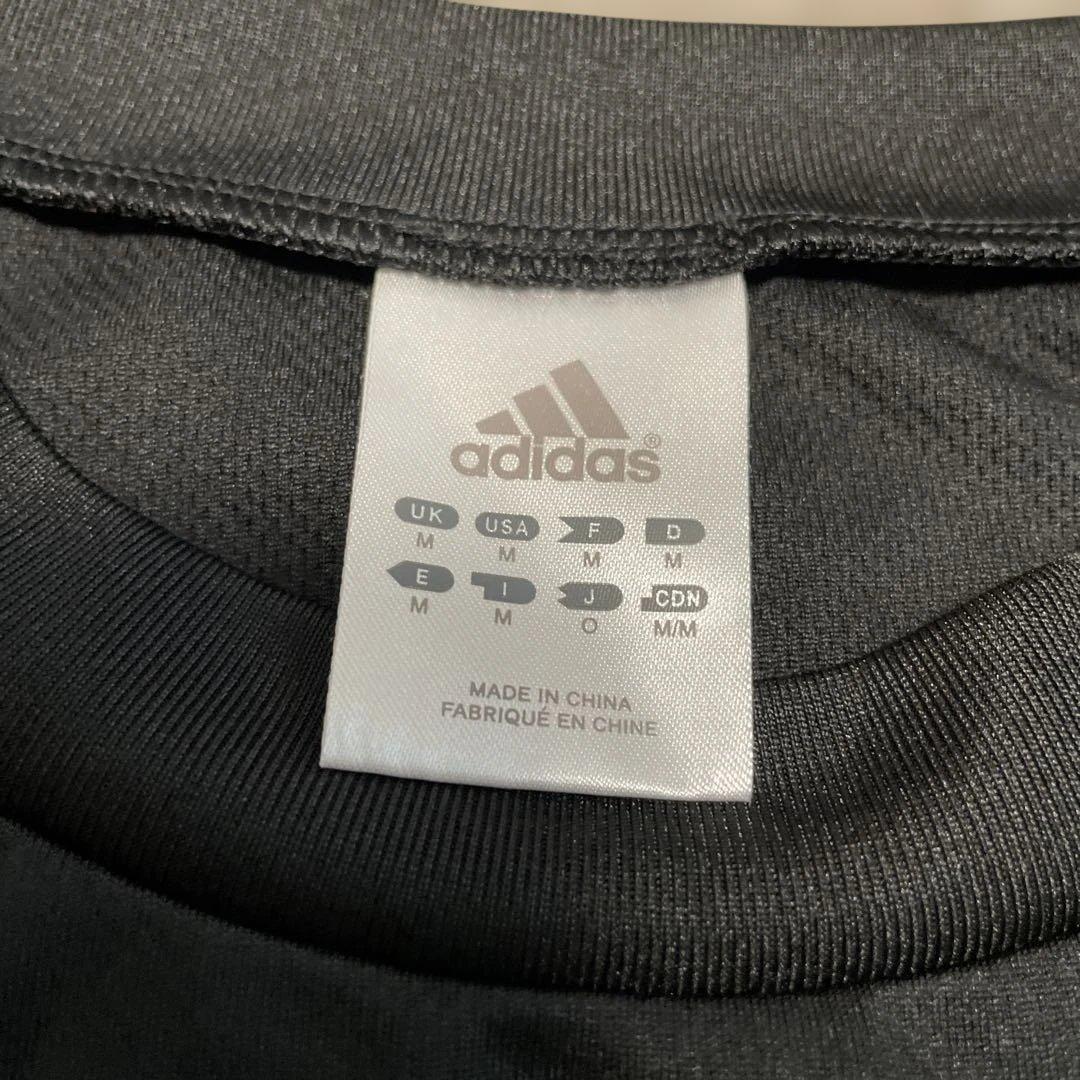 adidas®
UK USA F D
M M M M
E I J CDN
M M O M/M
MADE IN CHINA
FABRIQUÉ EN CHINE